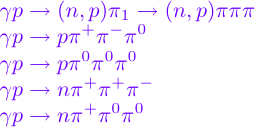 γp → (n, p)π₁ → (n, p)πππ
γp → pπ⁺π⁻π⁰
γp → pπ⁰π⁰π⁰
γp → nπ⁺π⁺π⁻
γp → nπ⁺π⁰π⁰